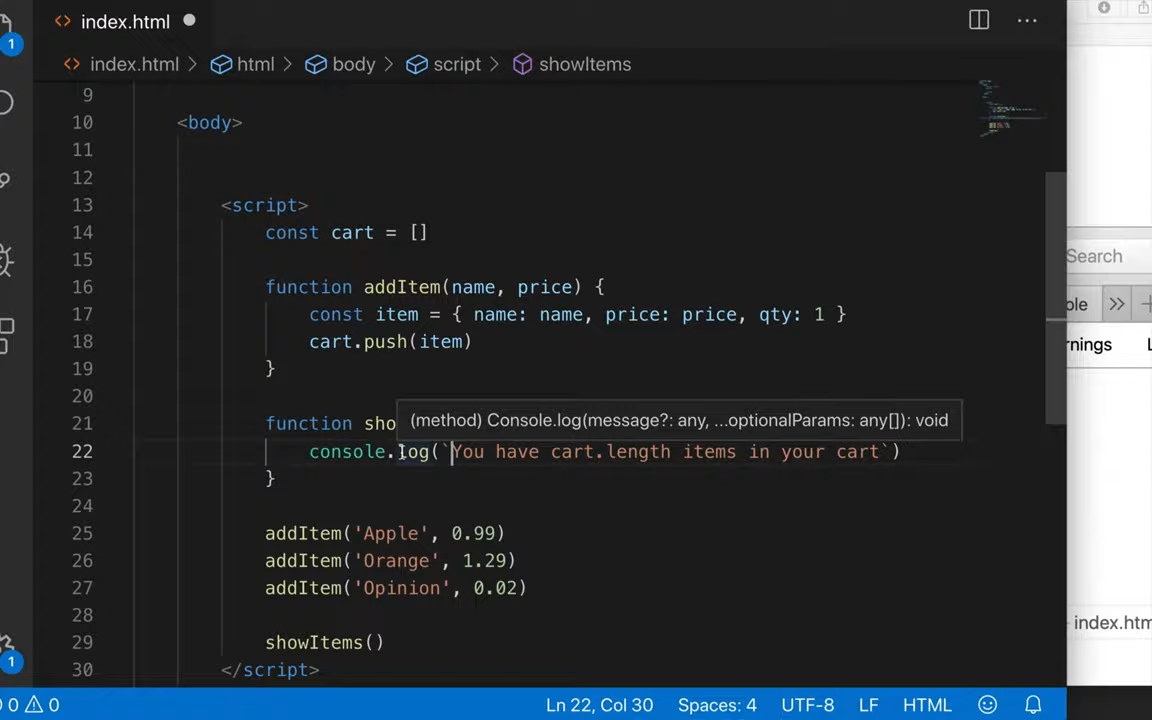 index.html
index.html > html > body > script > showItems
1
9
10 <body>
11
12
13 <script>
14 const cart = []
15
16 function addItem(name, price) {
17 const item = { name: name, price: price, qty: 1 }
18 cart.push(item)
19 }
20
(method) Console.log(message?: any, ...optionalParams: any[]): void
21 function sho
22 console.log(`You have cart.length items in your cart`)
23 }
24
25 addItem('Apple', 0.99)
26 addItem('Orange', 1.29)
27 addItem('Opinion', 0.02)
28
29 showItems()
30 </script>
1
Search
ole
rnings
index.htm
0 0 Ln 22, Col 30 Spaces: 4 UTF-8 LF HTML